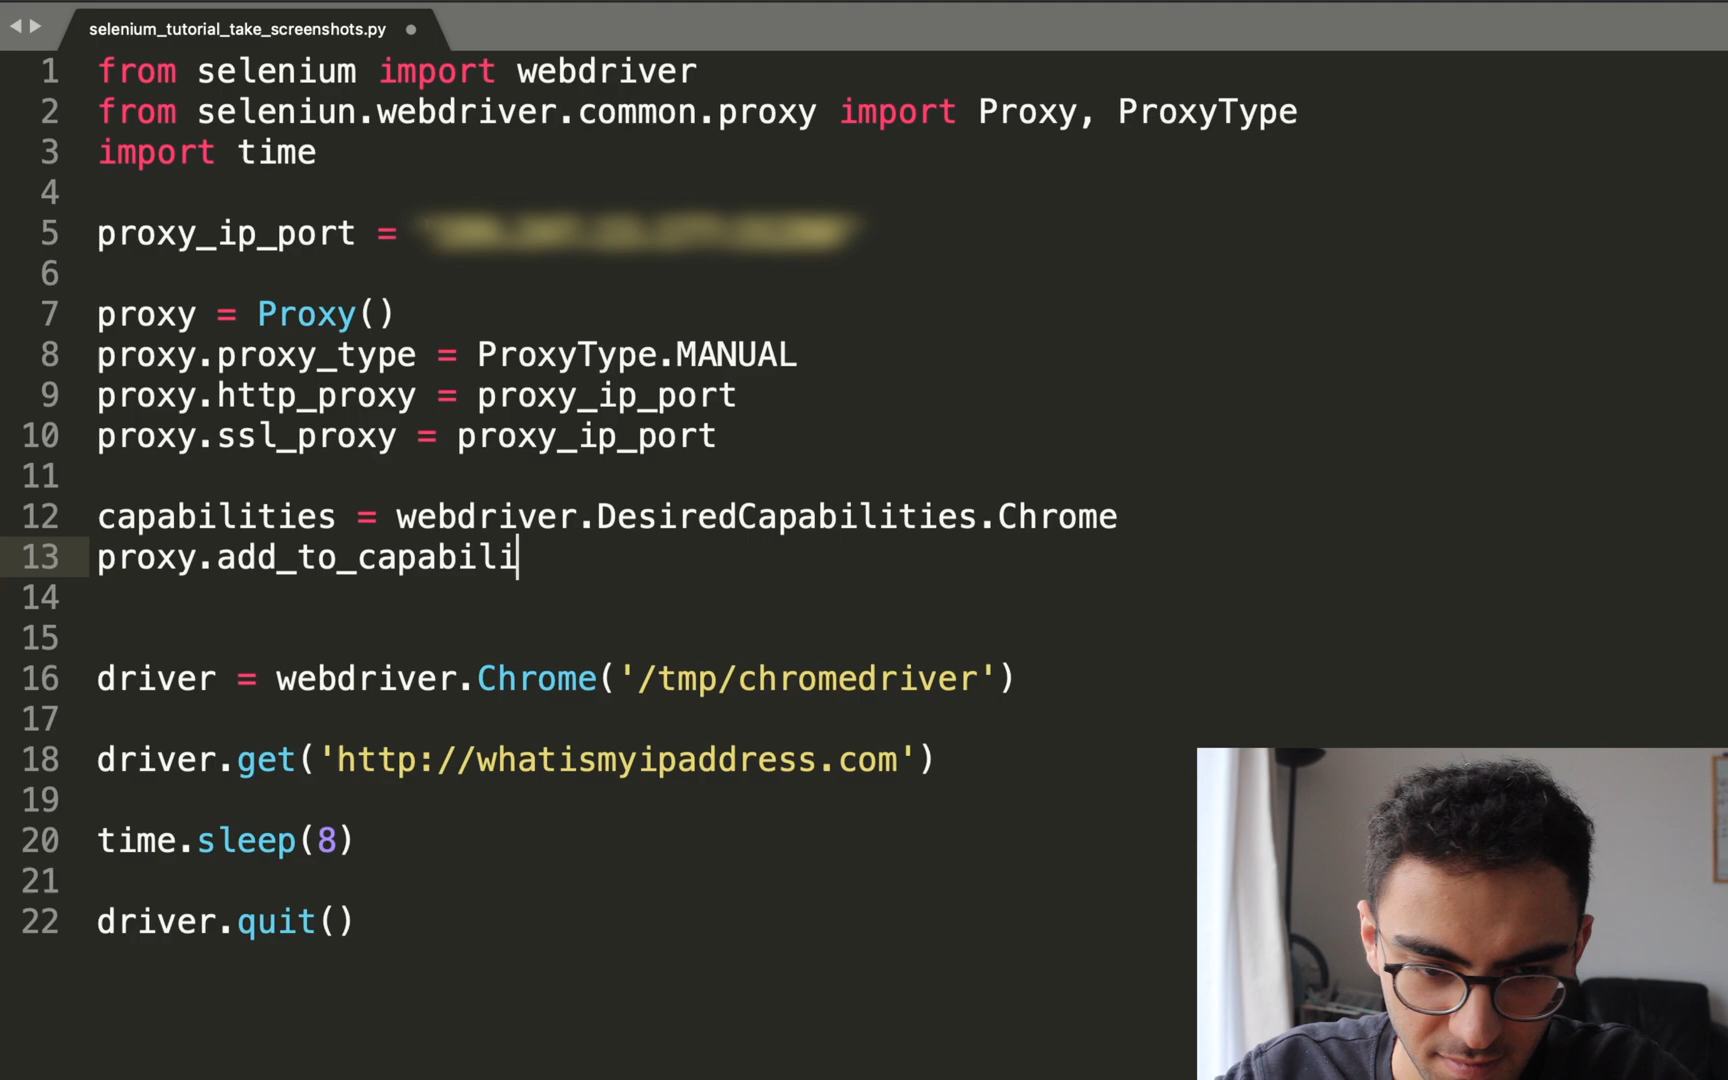 selenium_tutorial_take_screenshots.py
1 from selenium import webdriver
2 from seleniun.webdriver.common.proxy import Proxy, ProxyType
3 import time
4
5 proxy_ip_port =
6
7 proxy = Proxy()
8 proxy.proxy_type = ProxyType.MANUAL
9 proxy.http_proxy = proxy_ip_port
10 proxy.ssl_proxy = proxy_ip_port
11
12 capabilities = webdriver.DesiredCapabilities.Chrome
13 proxy.add_to_capabili
14
15
16 driver = webdriver.Chrome('/tmp/chromedriver')
17
18 driver.get('http://whatismyipaddress.com')
19
20 time.sleep(8)
21
22 driver.quit()